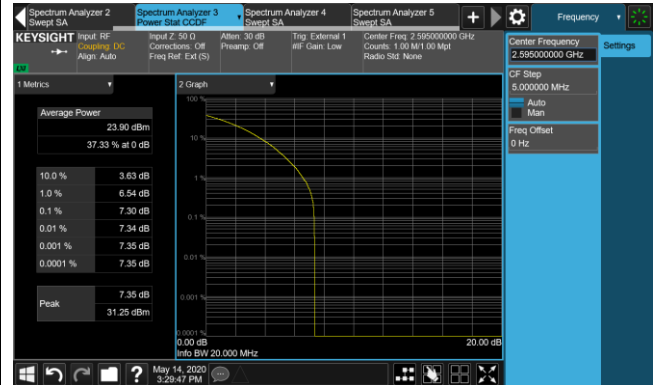 Spectrum Analyzer 2
Swept SA
Spectrum Analyzer 3
Power Stat CCDF
Swept SA
Spectrum Analyzer 4
Swept SA
Spectrum Analyzer 5
Swept SA
+
Frequency
KEYSIGHT
Input: RF
Coupling: DC
Align: Auto
Input Z: 50 Ω
Corrections: Off
Freq Ref: Ext (S)
Atten: 30 dB
Preamp: Off
Trig: External 1
#IF Gain: Low
Center Freq: 2.595000000 GHz
Counts: 1.00 M/1.00 Mpt
Radio Std: None
Center Frequency
2.595000000 GHz
Settings
CF Step
5.000000 MHz
Auto
Man
Freq Offset
0 Hz
1 Metrics
Average Power
23.90 dBm
37.33 % at 0 dB
10.0 % 3.63 dB
1.0 % 6.54 dB
0.1 % 7.30 dB
0.01 % 7.34 dB
0.001 % 7.35 dB
0.0001 % 7.35 dB
Peak
7.35 dB
31.25 dBm
2 Graph
100 %
10 %
1 %
0.1 %
0.01 %
0.001 %
0.0001 %
0.00 dB
20.00 dB
Info BW 20.000 MHz
?
May 14, 2020
3:29:47 PM